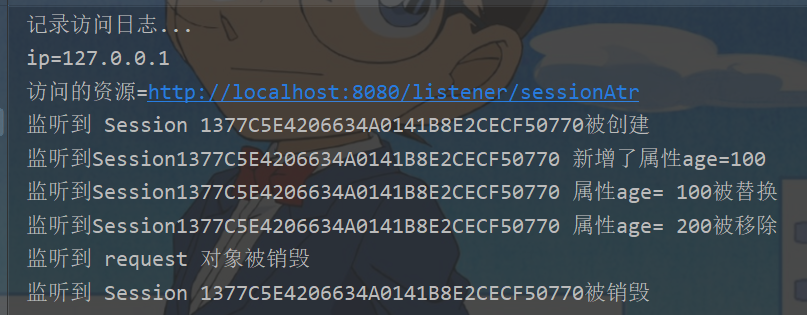 记录访问日志...
ip=127.0.0.1
访问的资源=http://localhost:8080/listener/sessionAtr
监听到 Session 1377C5E4206634A0141B8E2CECF50770被创建
监听到Session1377C5E4206634A0141B8E2CECF50770 新增了属性age=100
监听到Session1377C5E4206634A0141B8E2CECF50770 属性age= 100被替换
监听到Session1377C5E4206634A0141B8E2CECF50770 属性age= 200被移除
监听到 request 对象被销毁
监听到 Session 1377C5E4206634A0141B8E2CECF50770被销毁